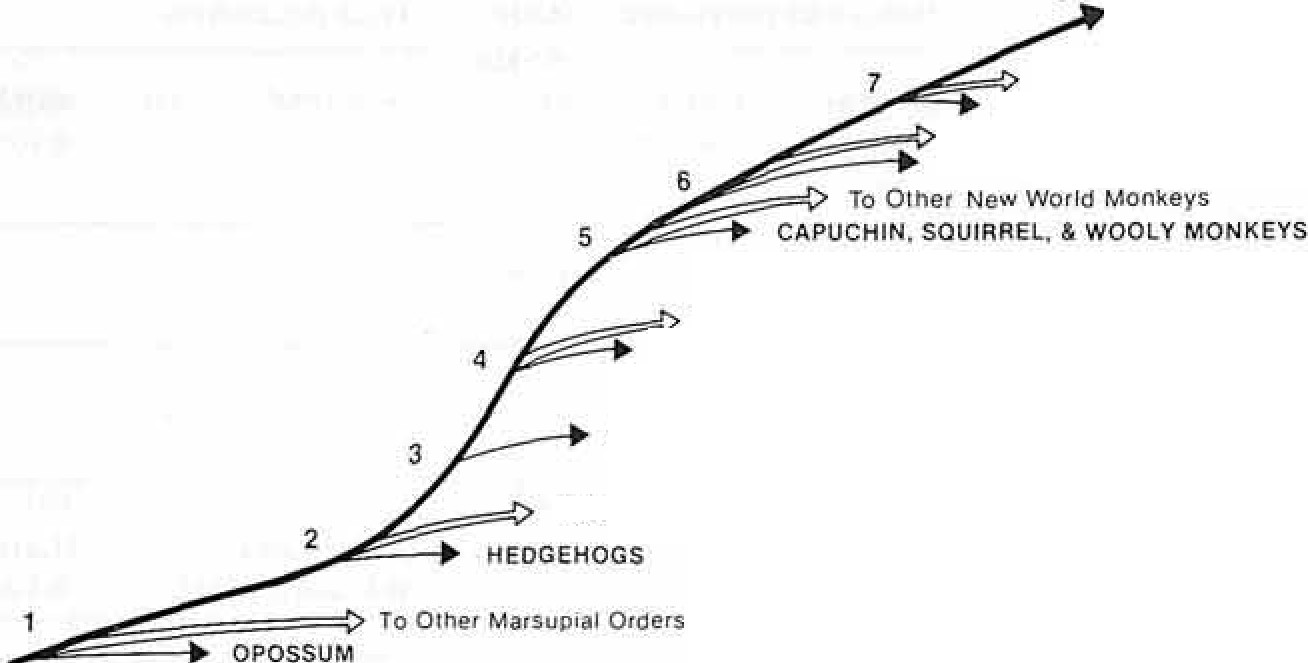 7
6
To Other New World Monkeys
5
CAPUCHIN, SQUIRREL, & WOOLY MONKEYS
4
3
2
HEDGEHOGS
1
To Other Marsupial Orders
OPOSSUM